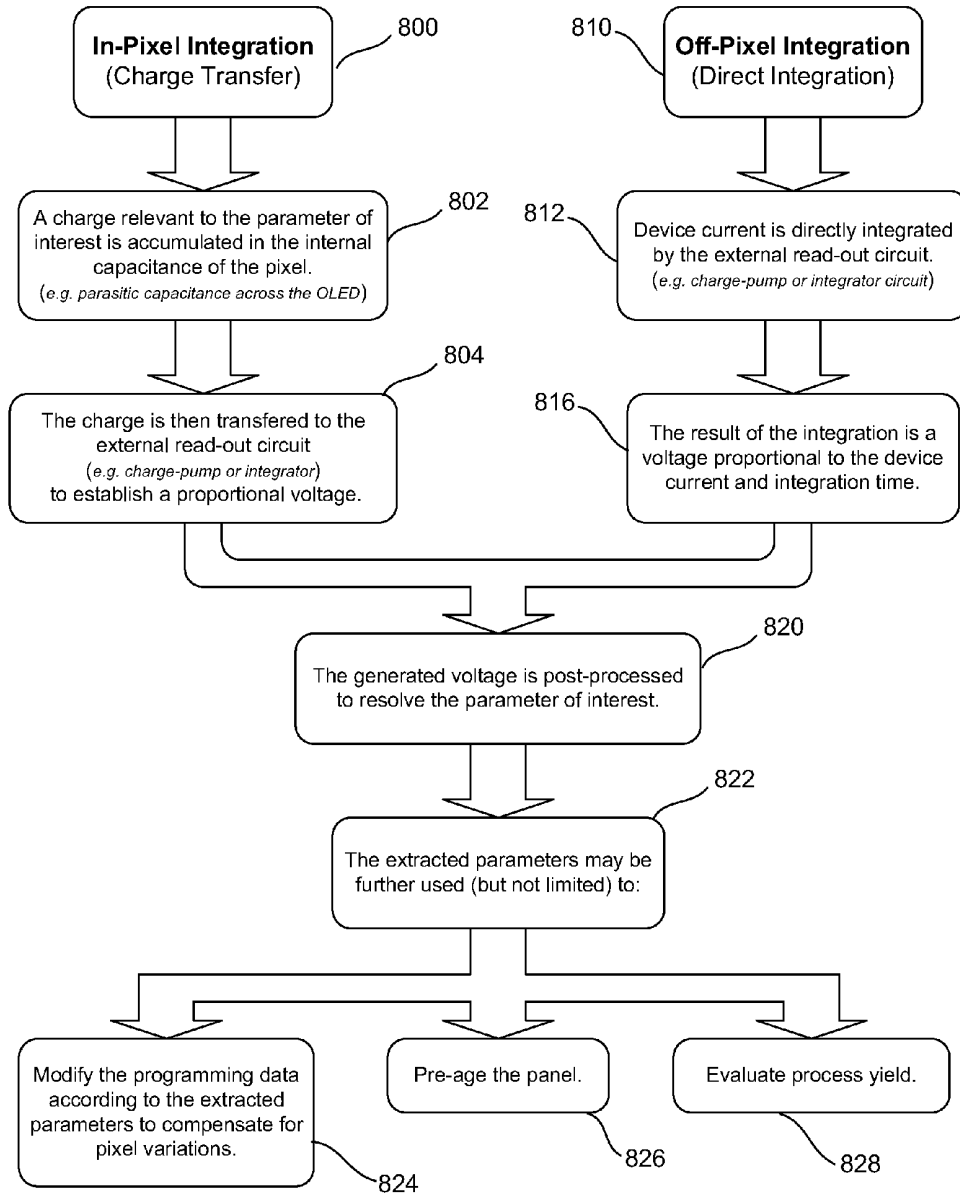 In-Pixel Integration
(Charge Transfer)
800
810
Off-Pixel Integration
(Direct Integration)
A charge relevant to the parameter of
interest is accumulated in the internal
capacitance of the pixel.
(e.g. parasitic capacitance across the OLED)
802
812
Device current is directly integrated
by the external read-out circuit.
(e.g. charge-pump or integrator circuit)
804
The charge is then transfered to the
external read-out circuit
(e.g. charge-pump or integrator)
to establish a proportional voltage.
816
The result of the integration is a
voltage proportional to the device
current and integration time.
820
The generated voltage is post-processed
to resolve the parameter of interest.
822
The extracted parameters may be
further used (but not limited) to:
Modify the programming data
according to the extracted
parameters to compensate for
pixel variations.
824
Pre-age the panel.
826
Evaluate process yield.
828